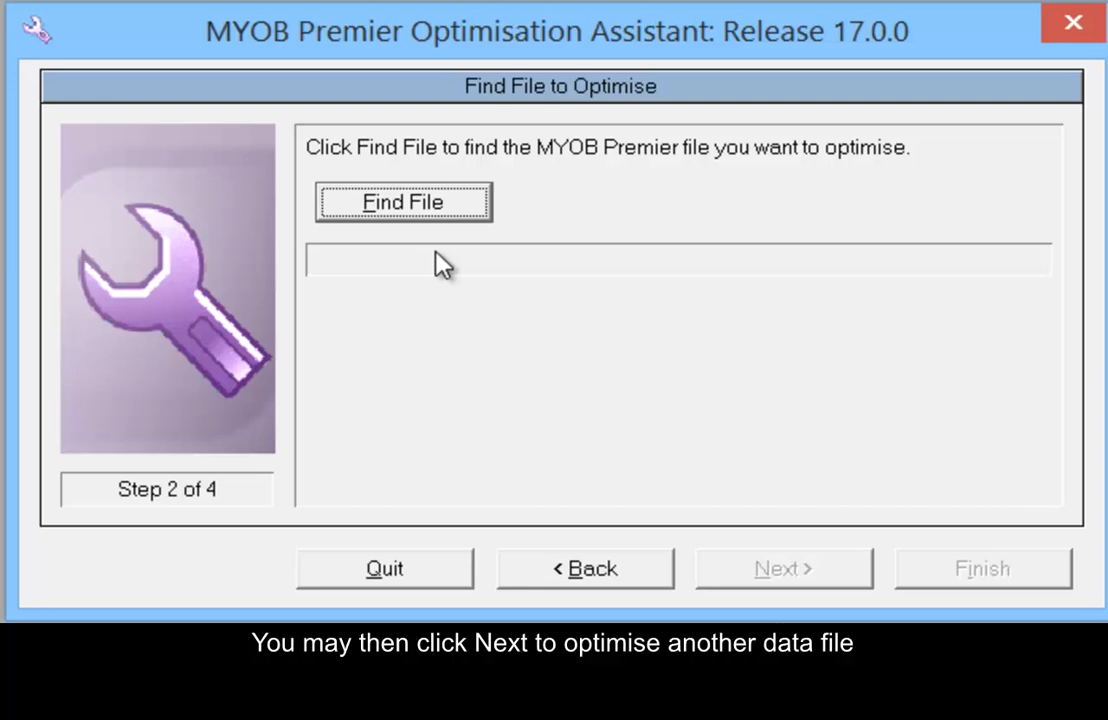 MYOB Premier Optimisation Assistant: Release 17.0.0
Find File to Optimise
Click Find File to find the MYOB Premier file you want to optimise.
Find File
Step 2 of 4
Quit
< Back
Next >
Finish
You may then click Next to optimise another data file